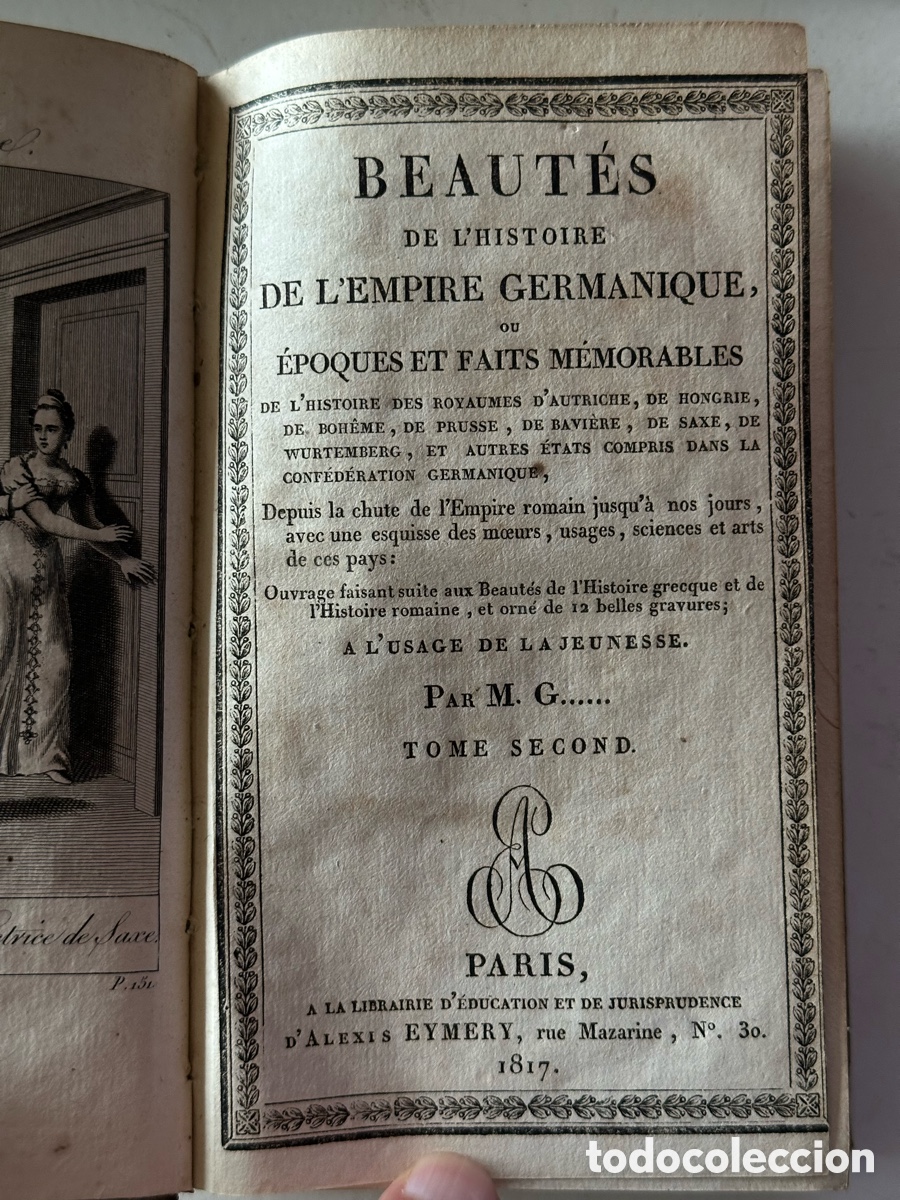 e.
trice de Saxe.
P. 151
BEAUTÉS
DE L'HISTOIRE
DE L'EMPIRE GERMANIQUE,
OU
ÉPOQUES ET FAITS MÉMORABLES
DE L'HISTOIRE DES ROYAUMES D'AUTRICHE, DE HONGRIE,
DE BOHÊME, DE PRUSSE, DE BAVIÈRE, DE SAXE, DE
WURTEMBERG, ET AUTRES ÉTATS COMPRIS DANS LA
CONFÉDÉRATION GERMANIQUE,
Depuis la chute de l'Empire romain jusqu'à nos jours,
avec une esquisse des mœurs, usages, sciences et arts
de ces pays:
Ouvrage faisant suite aux Beautés de l'Histoire grecque et de
l'Histoire romaine, et orné de 12 belles gravures;
A L'USAGE DE LA JEUNESSE.
PAR M. G......
TOME SECOND.
PARIS,
A LA LIBRAIRIE D'ÉDUCATION ET DE JURISPRUDENCE
D'ALEXIS EYMERY, rue Mazarine, N°. 30.
1817.
todocoleccion